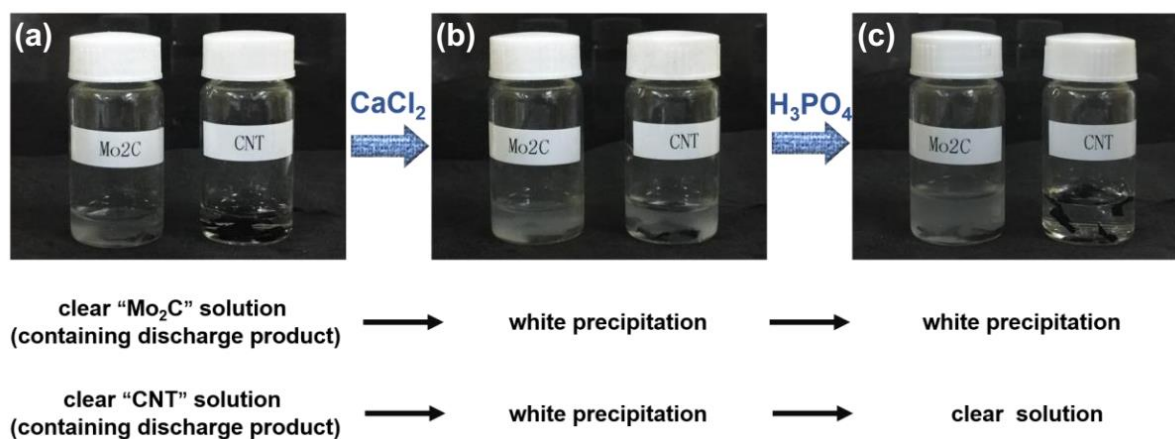 (a)
Mo2C
CNT
CaCl₂
(b)
Mo2C
CNT
H₃PO₄
(c)
Mo2C
CNT
clear “Mo₂C” solution
(containing discharge product)
white precipitation
white precipitation
clear “CNT” solution
(containing discharge product)
white precipitation
clear solution